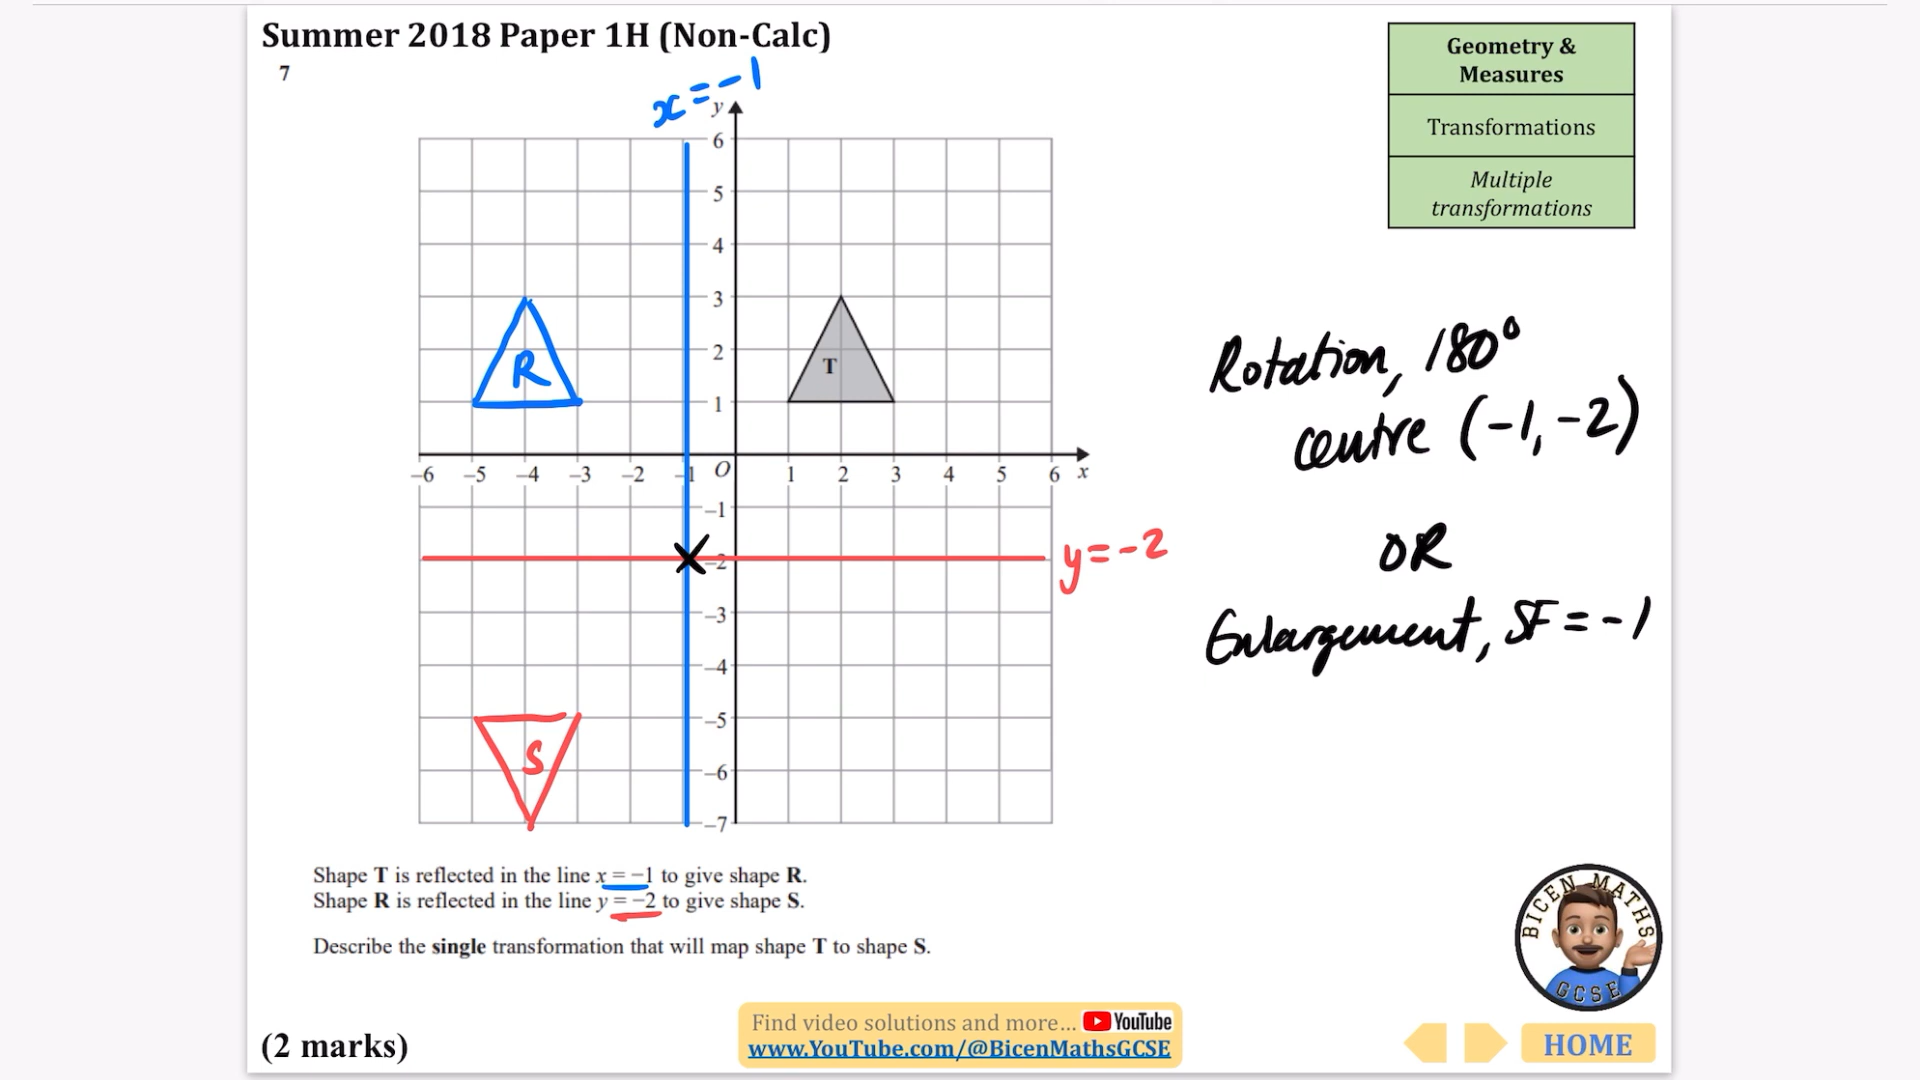 Summer 2018 Paper 1H (Non-Calc)
7
Geometry &
Measures
Transformations
Multiple
transformations
x = -1
y
6
5
4
3
2
1
R
T
-6 -5 -4 -3 -2 -1 O 1 2 3 4 5 6 x
-1
-2
y = -2
-3
-4
-5
-6
-7
S
Rotation, 180°
centre (-1, -2)
OR
Enlargement, SF = -1
Shape T is reflected in the line x = −1 to give shape R.
Shape R is reflected in the line y = −2 to give shape S.
Describe the single transformation that will map shape T to shape S.
(2 marks)
Find video solutions and more... YouTube
www.YouTube.com/@BicenMathsGCSE
BICEN MATHS
GCSE
HOME